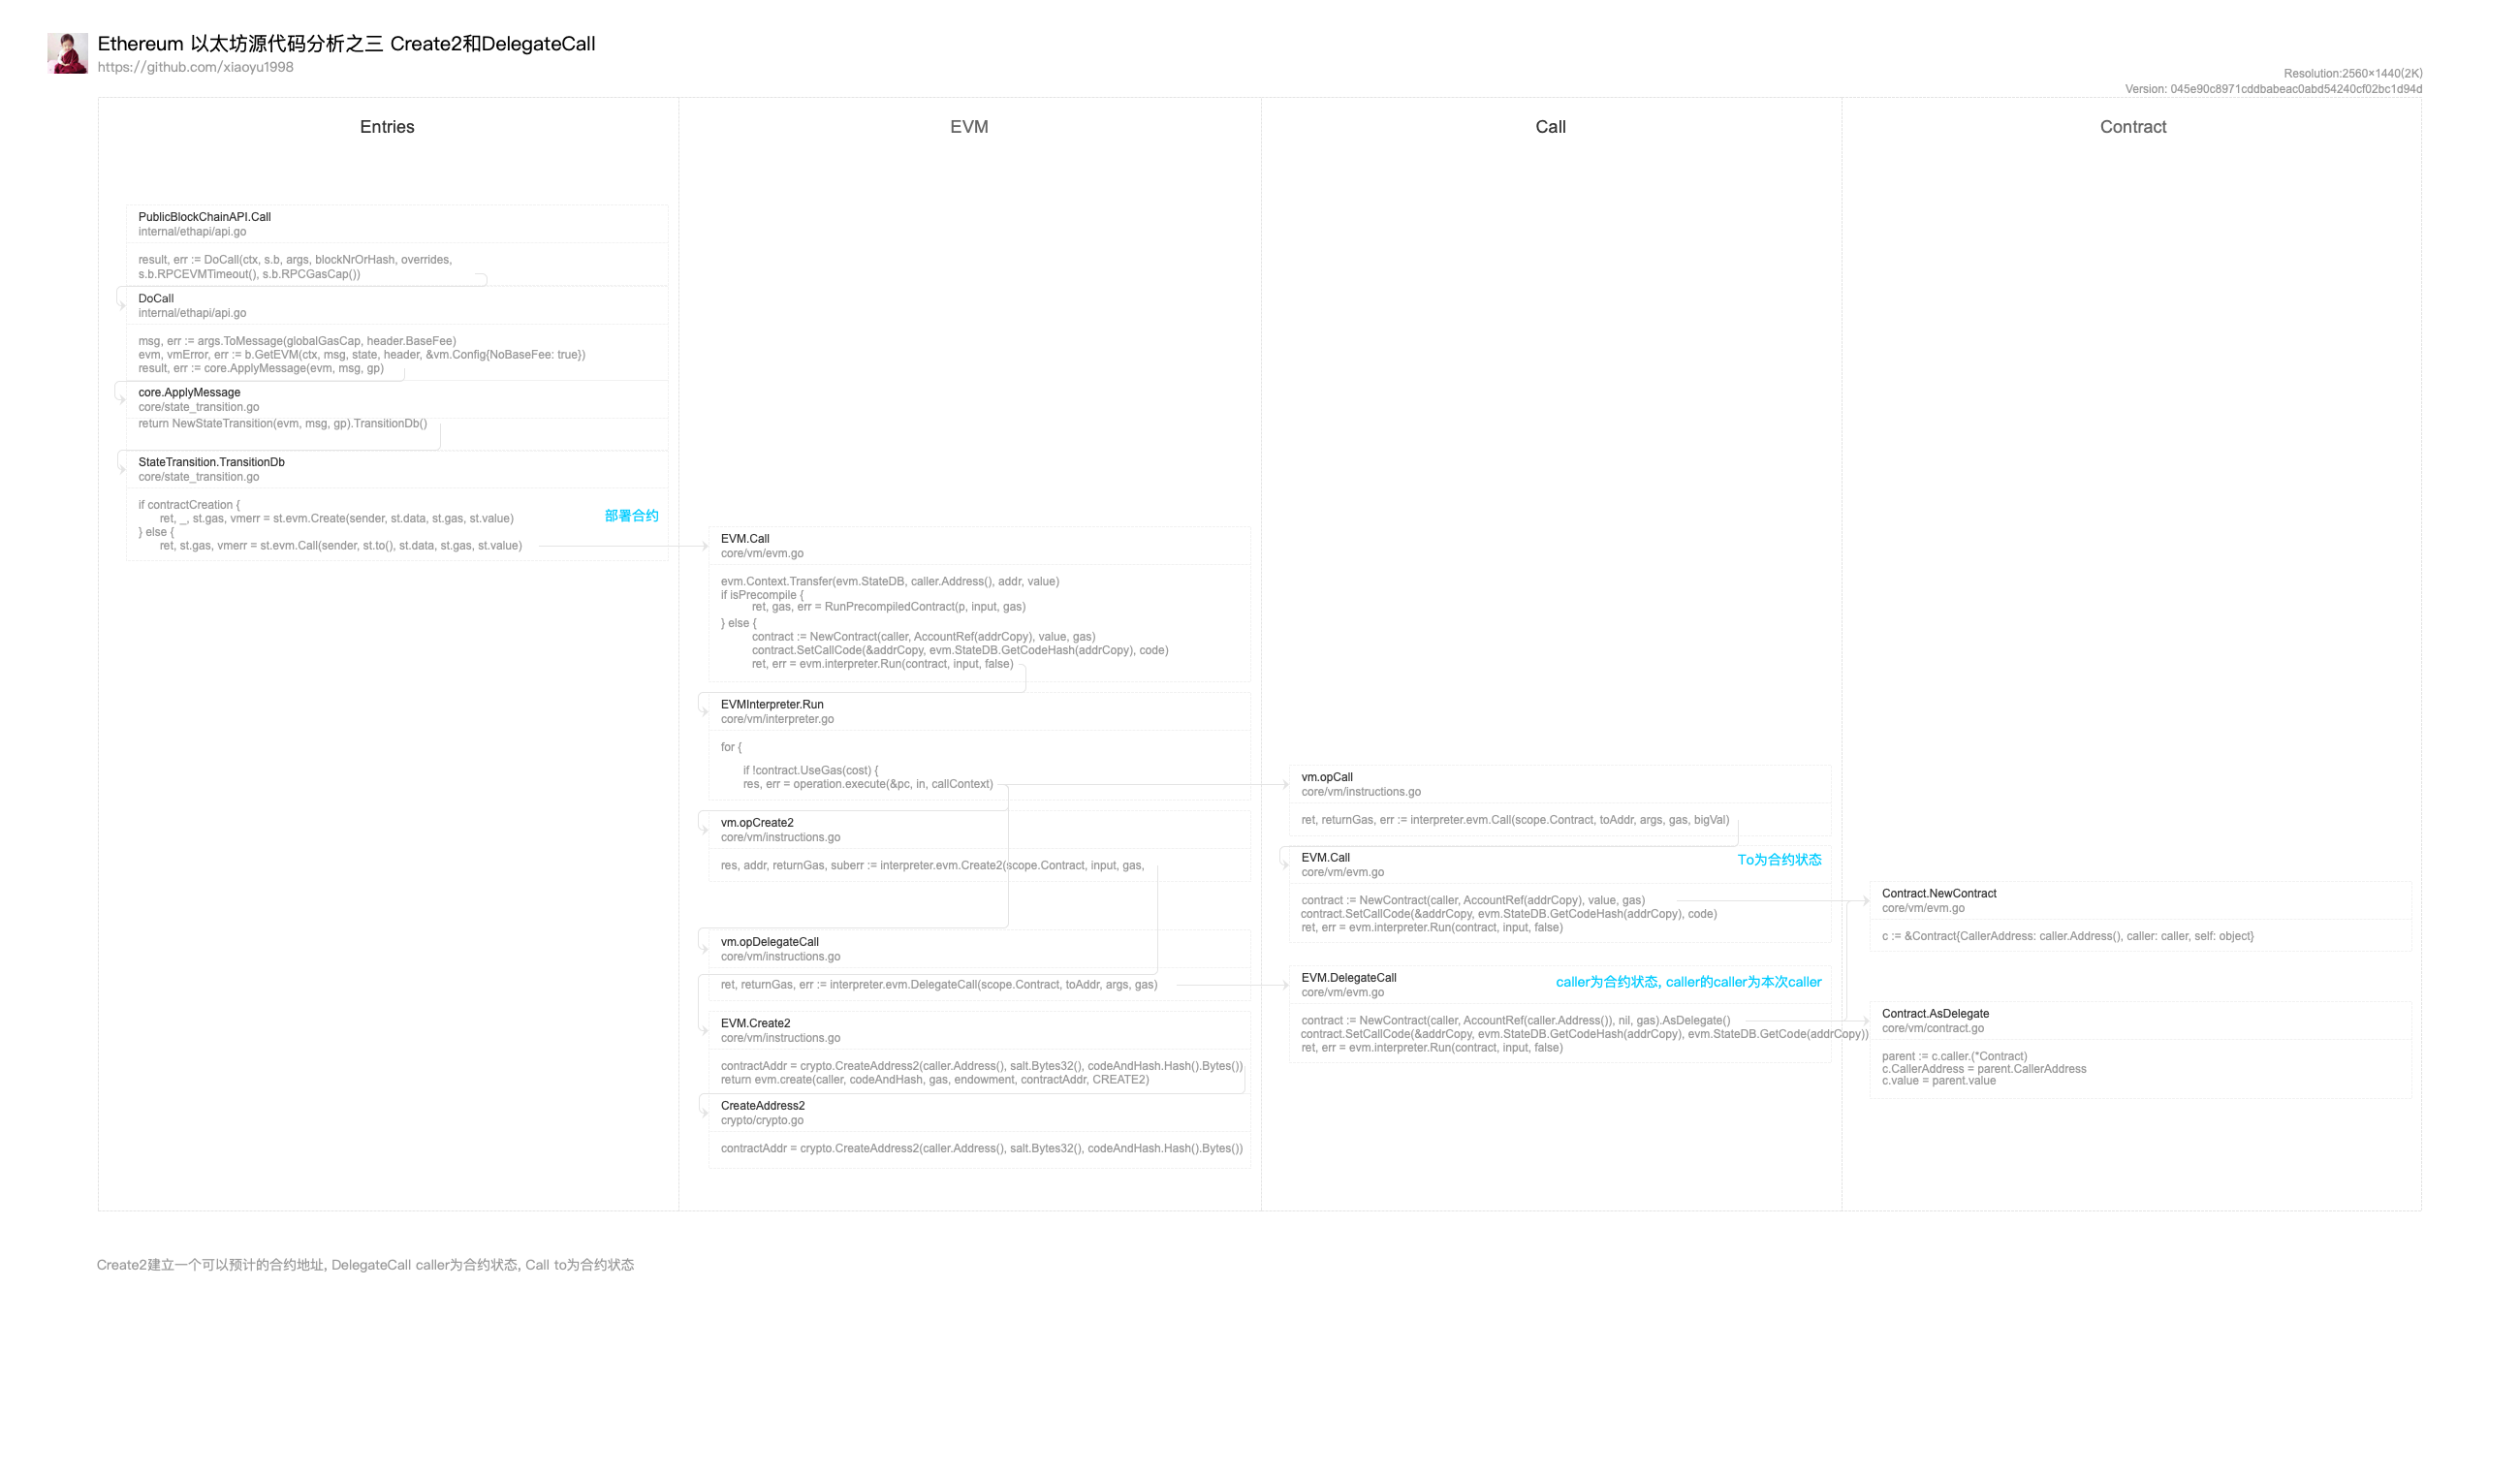 Ethereum 以太坊源代码分析之三 Create2和DelegateCall
https://github.com/xiaoyu1998
Resolution:2560×1440(2K)
Version: 045e90c8971cddbabeac0abd54240cf02bc1d94d
Entries
PublicBlockChainAPI.Call
internal/ethapi/api.go
result, err := DoCall(ctx, s.b, args, blockNrOrHash, overrides,
s.b.RPCEVMTimeout(), s.b.RPCGasCap())
DoCall
internal/ethapi/api.go
msg, err := args.ToMessage(globalGasCap, header.BaseFee)
evm, vmError, err := b.GetEVM(ctx, msg, state, header, &vm.Config{NoBaseFee: true})
result, err := core.ApplyMessage(evm, msg, gp)
core.ApplyMessage
core/state_transition.go
return NewStateTransition(evm, msg, gp).TransitionDb()
StateTransition.TransitionDb
core/state_transition.go
if contractCreation {
ret, _, st.gas, vmerr = st.evm.Create(sender, st.data, st.gas, st.value)
部署合约
} else {
ret, st.gas, vmerr = st.evm.Call(sender, st.to(), st.data, st.gas, st.value)
EVM
EVM.Call
core/vm/evm.go
evm.Context.Transfer(evm.StateDB, caller.Address(), addr, value)
if isPrecompile {
ret, gas, err = RunPrecompiledContract(p, input, gas)
} else {
contract := NewContract(caller, AccountRef(addrCopy), value, gas)
contract.SetCallCode(&addrCopy, evm.StateDB.GetCodeHash(addrCopy), code)
ret, err = evm.interpreter.Run(contract, input, false)
EVMInterpreter.Run
core/vm/interpreter.go
for {
if !contract.UseGas(cost) {
res, err = operation.execute(&pc, in, callContext)
vm.opCreate2
core/vm/instructions.go
res, addr, returnGas, suberr := interpreter.evm.Create2(scope.Contract, input, gas,
vm.opDelegateCall
core/vm/instructions.go
ret, returnGas, err := interpreter.evm.DelegateCall(scope.Contract, toAddr, args, gas)
EVM.Create2
core/vm/instructions.go
contractAddr = crypto.CreateAddress2(caller.Address(), salt.Bytes32(), codeAndHash.Hash().Bytes())
return evm.create(caller, codeAndHash, gas, endowment, contractAddr, CREATE2)
CreateAddress2
crypto/crypto.go
contractAddr = crypto.CreateAddress2(caller.Address(), salt.Bytes32(), codeAndHash.Hash().Bytes())
Call
vm.opCall
core/vm/instructions.go
ret, returnGas, err := interpreter.evm.Call(scope.Contract, toAddr, args, gas, bigVal)
EVM.Call
To为合约状态
core/vm/evm.go
contract := NewContract(caller, AccountRef(addrCopy), value, gas)
contract.SetCallCode(&addrCopy, evm.StateDB.GetCodeHash(addrCopy), code)
ret, err = evm.interpreter.Run(contract, input, false)
EVM.DelegateCall
caller为合约状态, caller的caller为本次caller
core/vm/evm.go
contract := NewContract(caller, AccountRef(caller.Address()), nil, gas).AsDelegate()
contract.SetCallCode(&addrCopy, evm.StateDB.GetCodeHash(addrCopy), evm.StateDB.GetCode(addrCopy))
ret, err = evm.interpreter.Run(contract, input, false)
Contract
Contract.NewContract
core/vm/evm.go
c := &Contract{CallerAddress: caller.Address(), caller: caller, self: object}
Contract.AsDelegate
core/vm/contract.go
parent := c.caller.(*Contract)
c.CallerAddress = parent.CallerAddress
c.value = parent.value
Create2建立一个可以预计的合约地址, DelegateCall caller为合约状态, Call to为合约状态